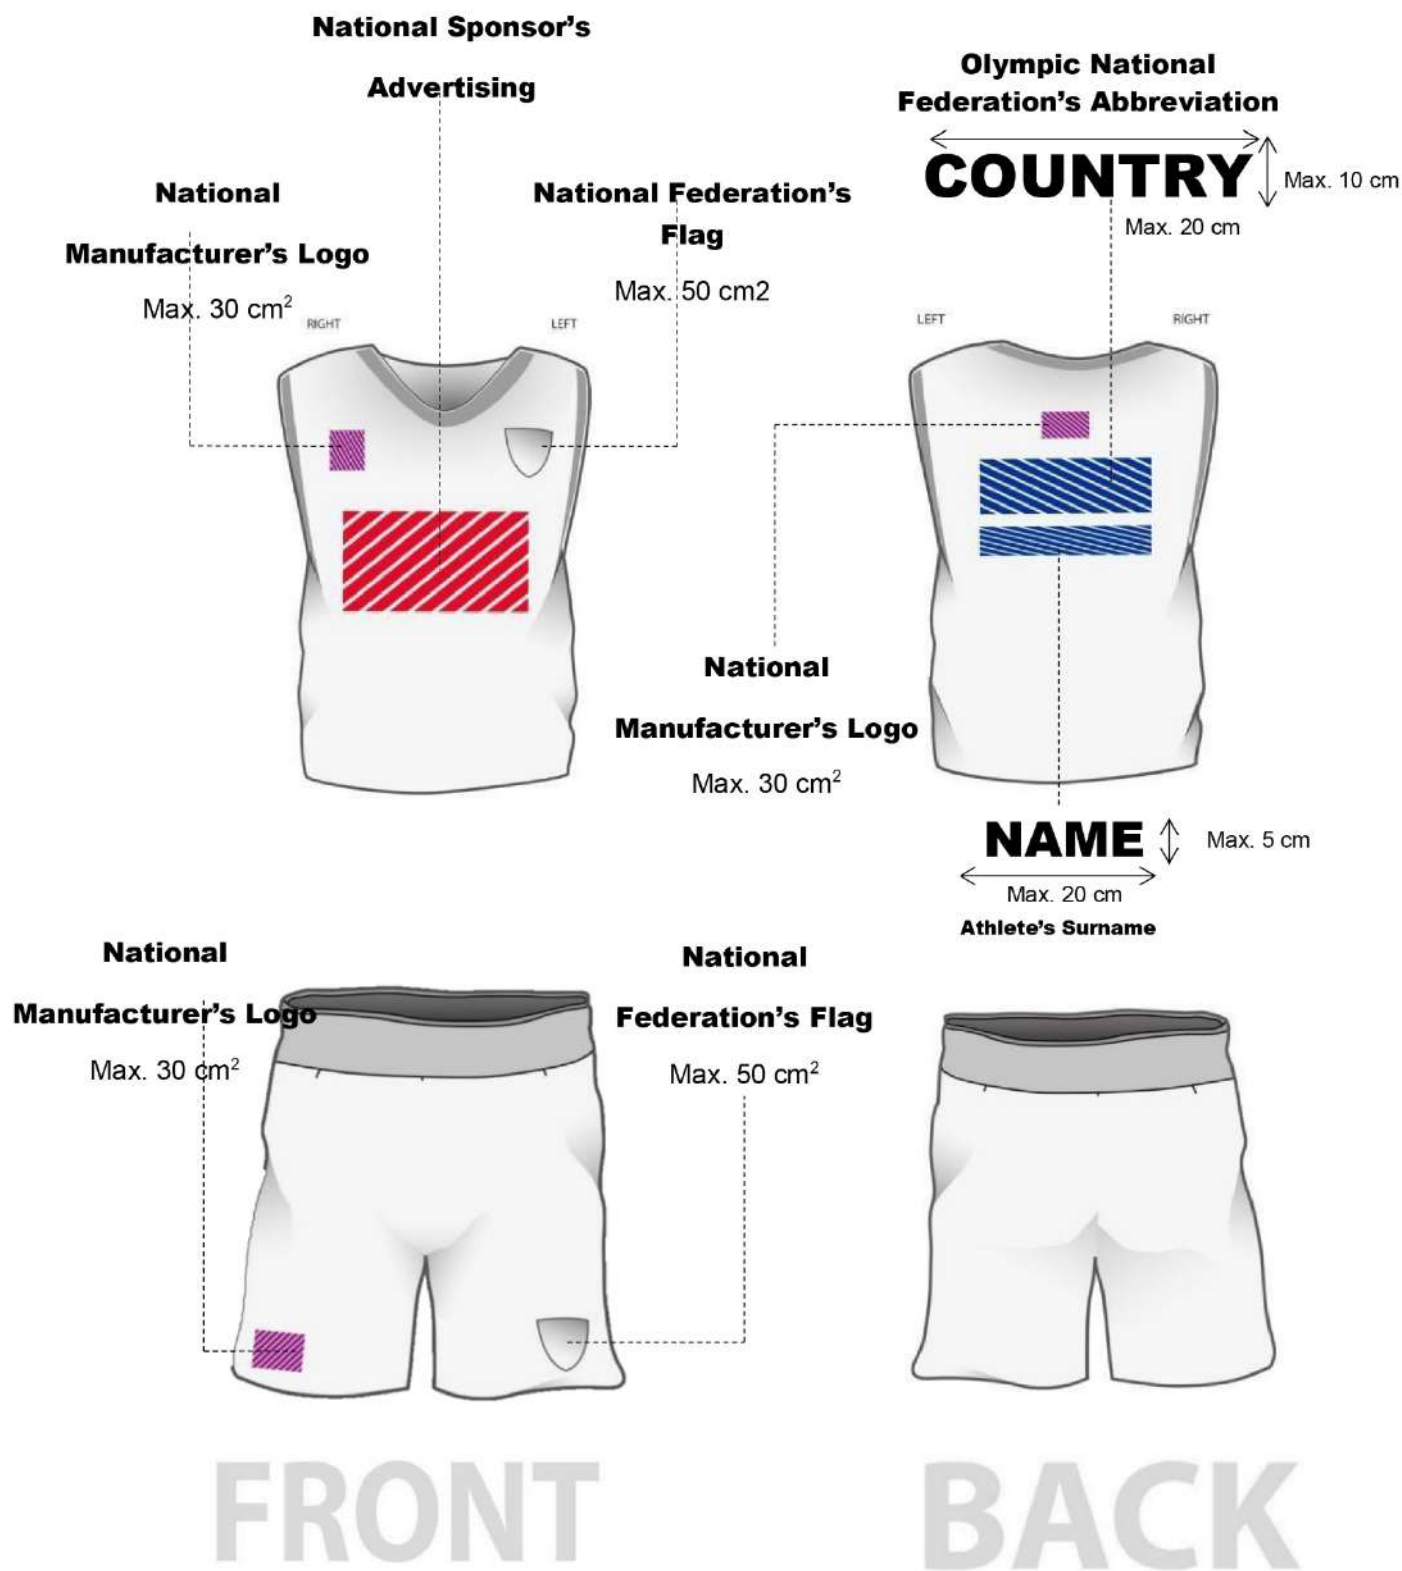 National Sponsor's
Advertising
Olympic National
Federation's Abbreviation
COUNTRY
Max. 10 cm
Max. 20 cm
National
Manufacturer's Logo
Max. 30 cm²
National Federation's
Flag
Max. 50 cm2
RIGHT
LEFT
LEFT
RIGHT
National
Manufacturer's Logo
Max. 30 cm²
NAME
Max. 5 cm
Max. 20 cm
Athlete's Surname
National
Manufacturer's Logo
Max. 30 cm²
National
Federation's Flag
Max. 50 cm²
FRONT
BACK